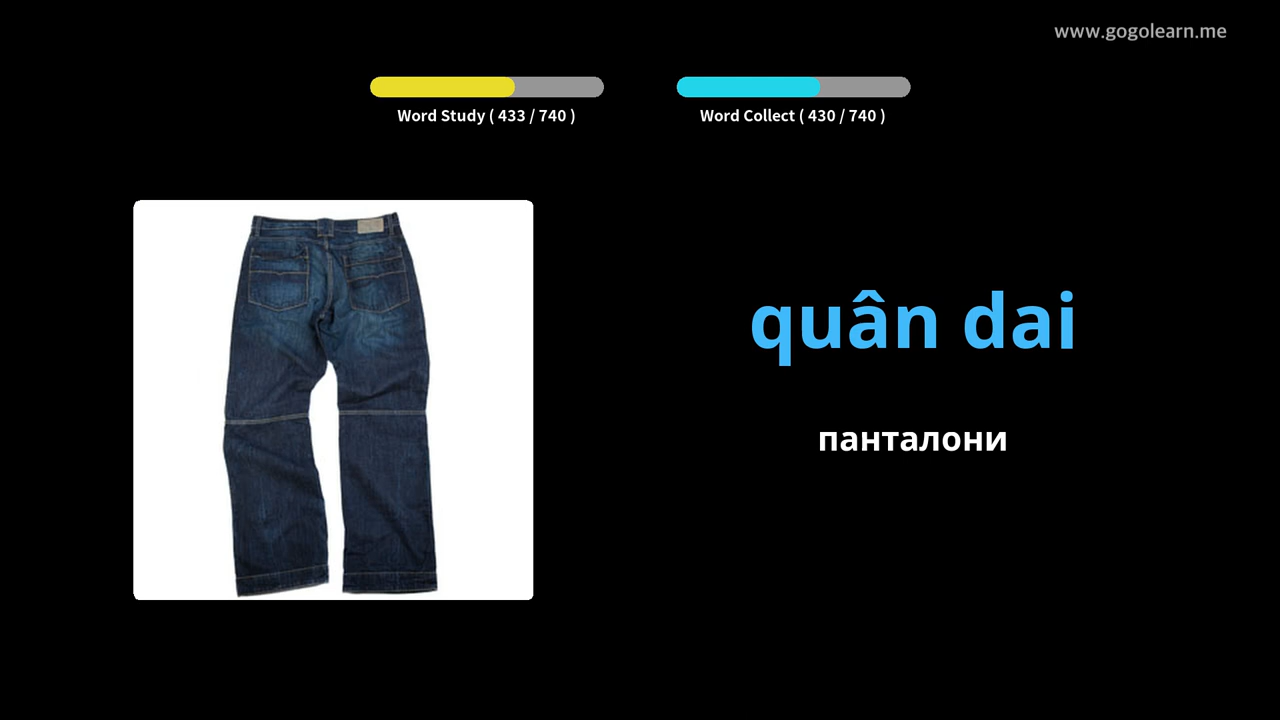 www.gogolearn.me
Word Study ( 433 / 740 )
Word Collect ( 430 / 740 )
quân dai
панталони